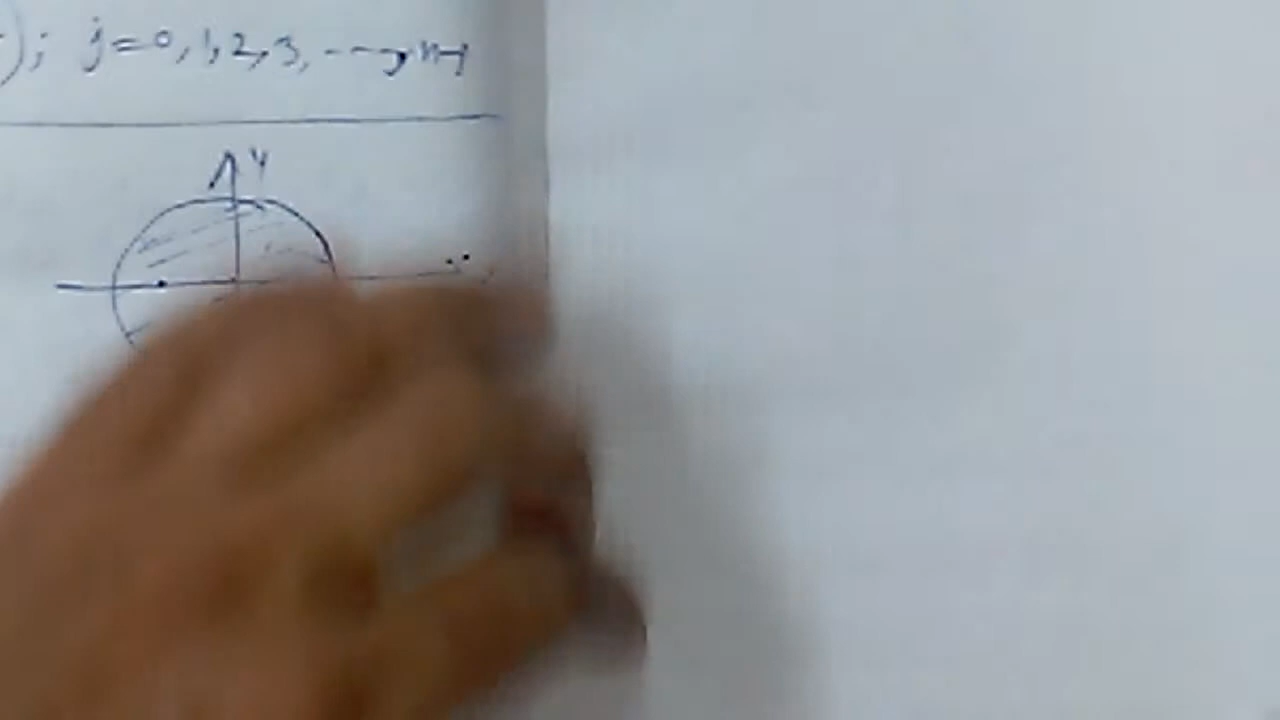 ); j=0,1,2,3, ---, n-1
y